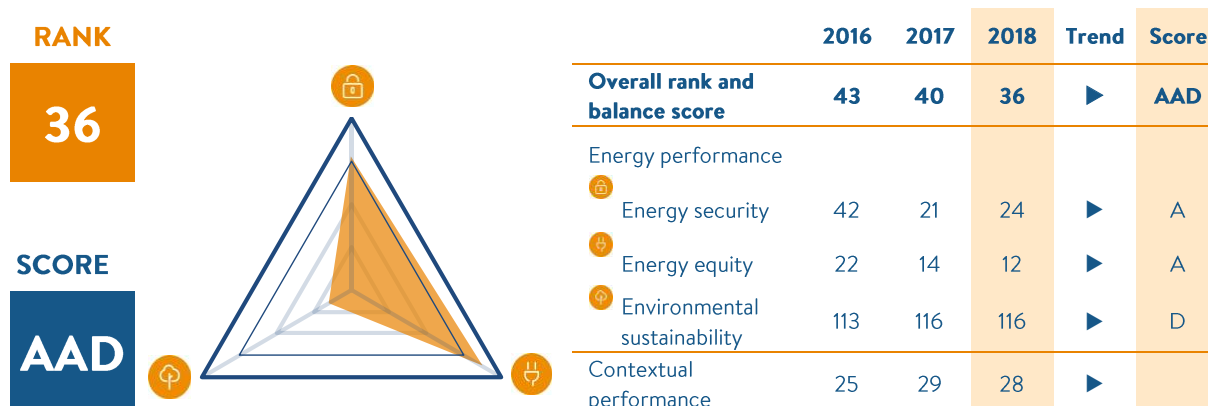 RANK
36
SCORE
AAD
2016 2017 2018 Trend Score
Overall rank and
balance score 43 40 36 AAD
Energy performance
Energy security 42 21 24 A
Energy equity 22 14 12 A
Environmental
sustainability 113 116 116 D
Contextual
performance 25 29 28